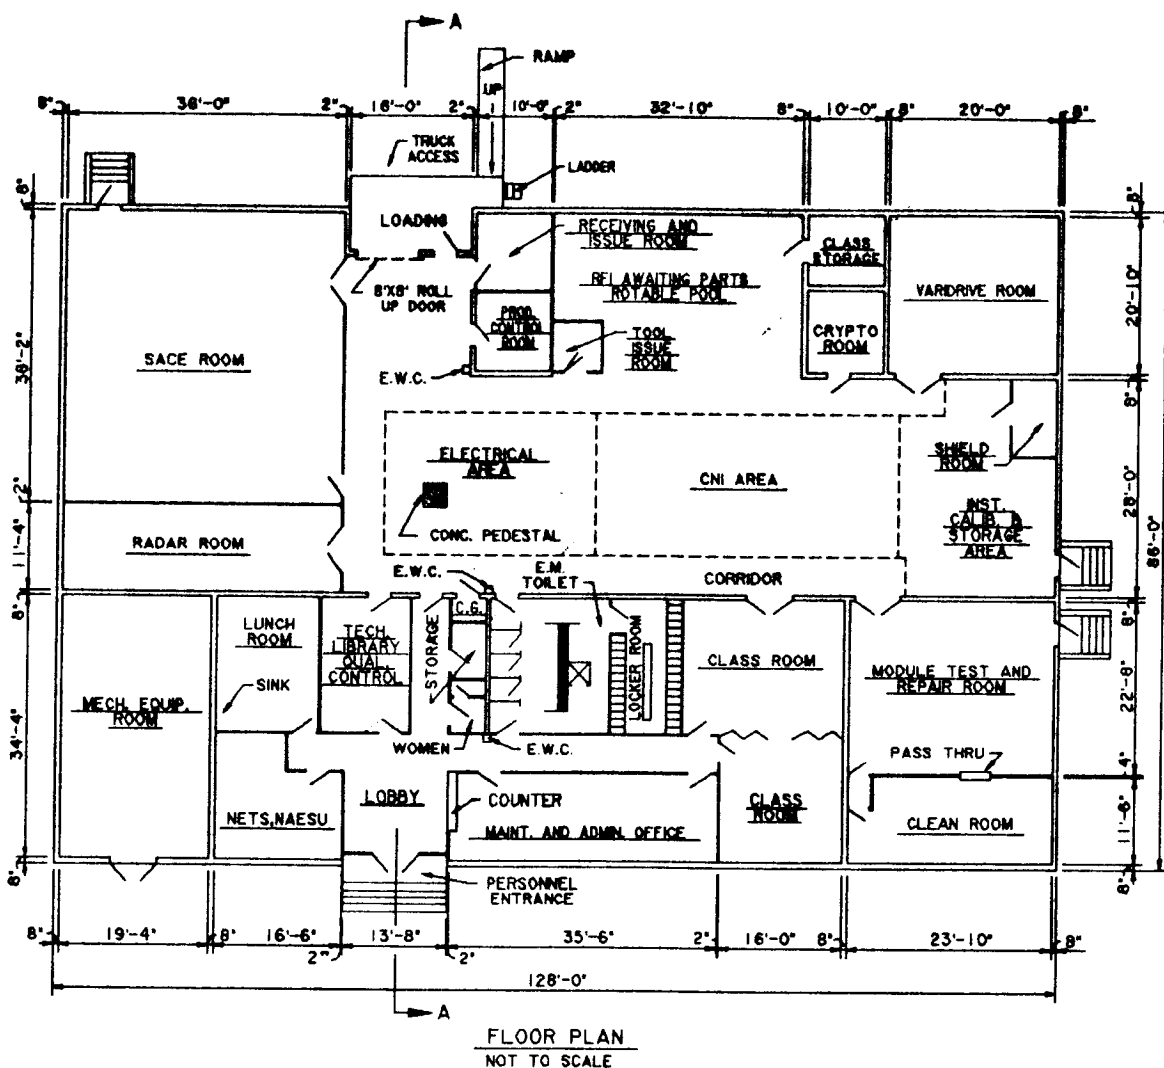 A
RAMP
UP
8" 36'-0" 2" 16'-0" 2" 10'-0" 2" 32'-10" 8" 10'-0" 8" 20'-0" 8"
TRUCK
ACCESS
LADDER
8"
8"
LOADING
RECEIVING AND
ISSUE ROOM
CLASS
STORAGE
RFI, AWAITING PARTS
ROTABLE POOL
8'X8' ROLL
UP DOOR
VARIDRIVE ROOM
20'-10"
PROD.
CONTROL
ROOM
TOOL
ISSUE
ROOM
CRYPTO
ROOM
SACE ROOM
38'-2"
E.W.C.
8"
ELECTRICAL
AREA
SHIELD
ROOM
CNI AREA
2"
28'-0"
INST.
CALIB. &
STORAGE
AREA
86'-0"
CONC. PEDESTAL
RADAR ROOM
11'-4"
E.W.C.
E.M.
TOILET
CORRIDOR
8"
C.G.
8"
LUNCH
ROOM
TECH.
LIBRARY
QUAL.
CONTROL
STORAGE
LOCKER ROOM
CLASS ROOM
MODULE TEST AND
REPAIR ROOM
22'-8"
SINK
MECH. EQUIP.
ROOM
34'-4"
WOMEN
E.W.C.
PASS THRU
4"
LOBBY
COUNTER
CLASS
ROOM
NETS,NAESU
MAINT. AND ADMIN. OFFICE
CLEAN ROOM
11'-6"
8"
8"
PERSONNEL
ENTRANCE
8" 19'-4" 8" 16'-6" 13'-8" 35'-6" 2" 16'-0" 8" 23'-10" 8"
2" 2"
128'-0"
A
FLOOR PLAN
NOT TO SCALE